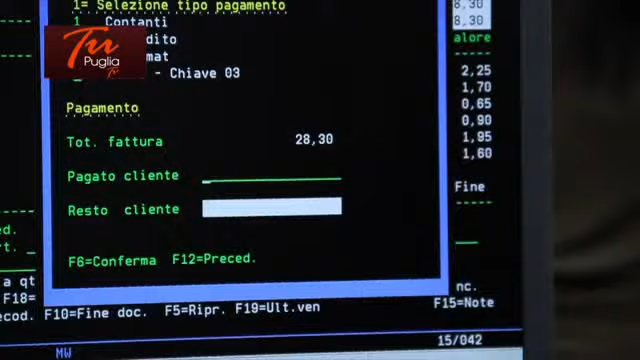 1= Selezione tipo pagamento
8,30
1 Contanti
8,30
dito
alore
mat
- Chiave 03
2,25
1,70
0,65
0,90
1,95
1,60
Tu
Puglia
Pagamento
Tot. fattura 28,30
Pagato cliente
Resto cliente
Fine
ed.
rt.
F6=Conferma F12=Preced.
a qt
nc.
F18=
F15=Note
ecod. F10=Fine doc. F5=Ripr. F19=Ult.ven
15/042
MW